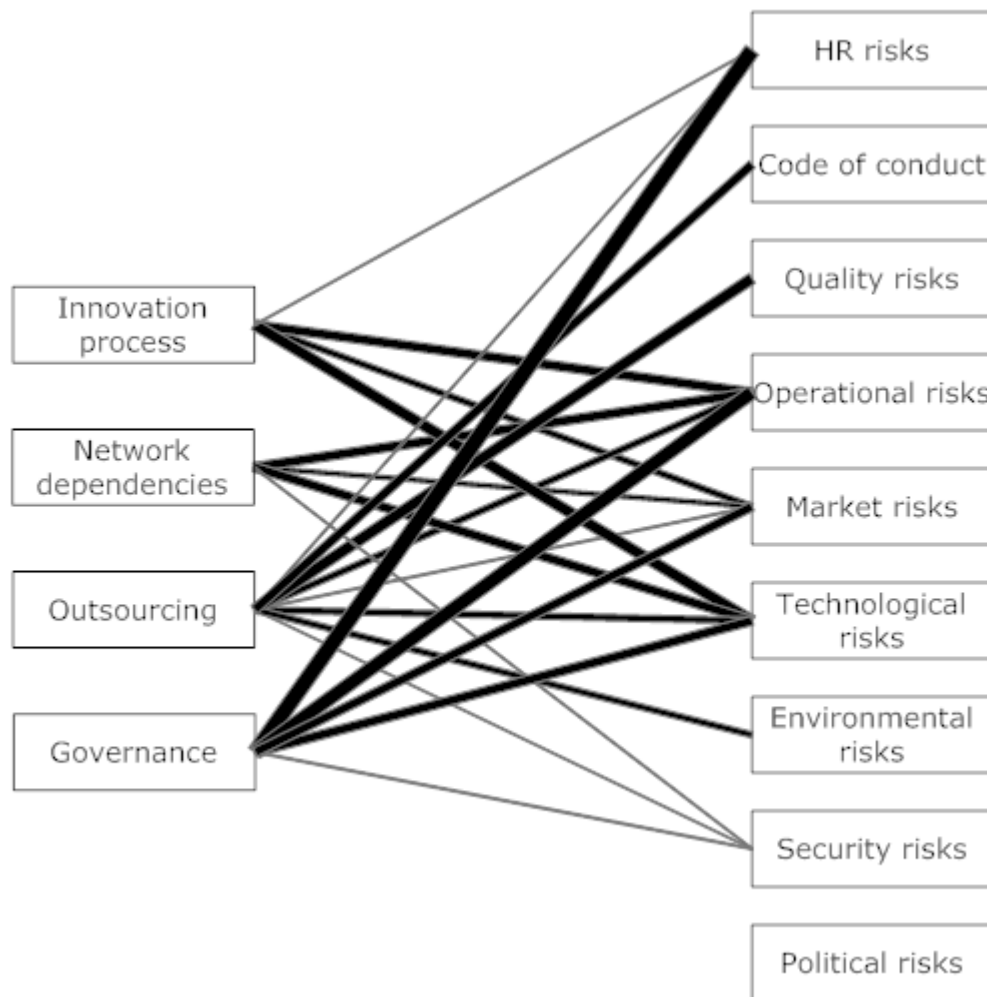 HR risks
Code of conduct
Quality risks
Innovation
process
Operational risks
Network
dependencies
Market risks
Outsourcing
Technological
risks
Governance
Environmental
risks
Security risks
Political risks